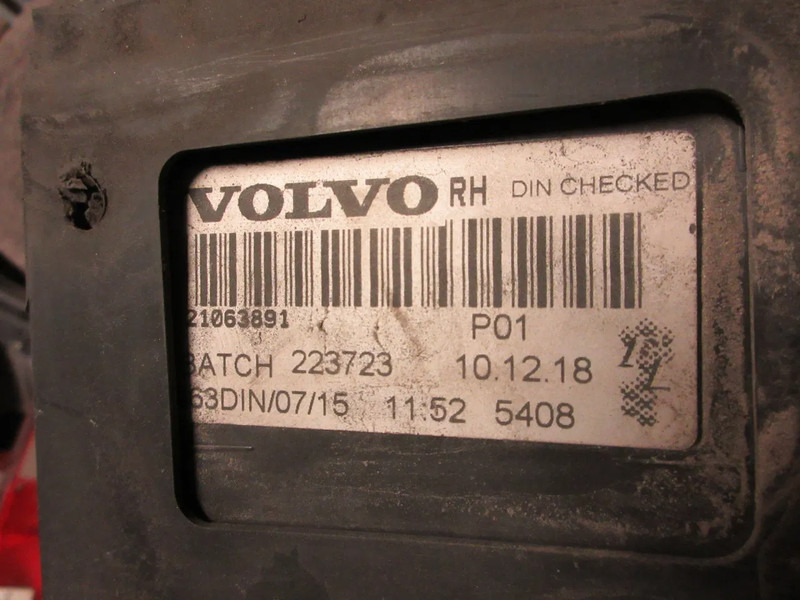 VOLVO RH DIN CHECKED
21063891 P01
BATCH 223723 10.12.18
63DIN/07/15 11:52 5408